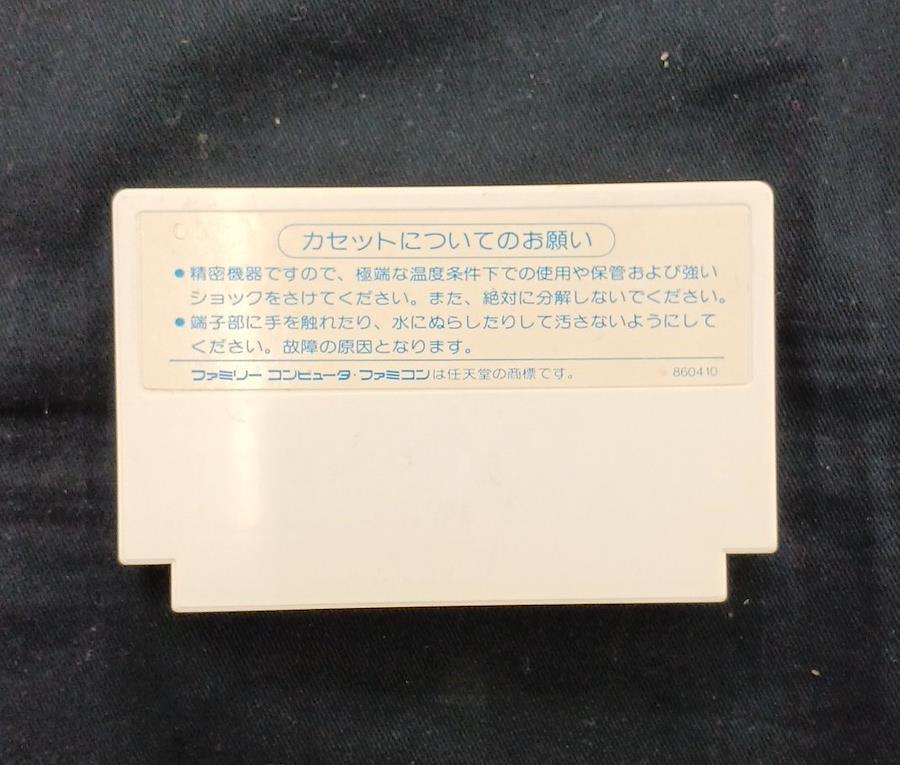 カセットについてのお願い
●精密機器ですので、極端な温度条件下での使用や保管および強い
ショックをさけてください。また、絶対に分解しないでください。
●端子部に手を触れたり、水にぬらしたりして汚さないようにして
ください。故障の原因となります。
ファミリー コンピュータ・ファミコンは任天堂の商標です。 860410